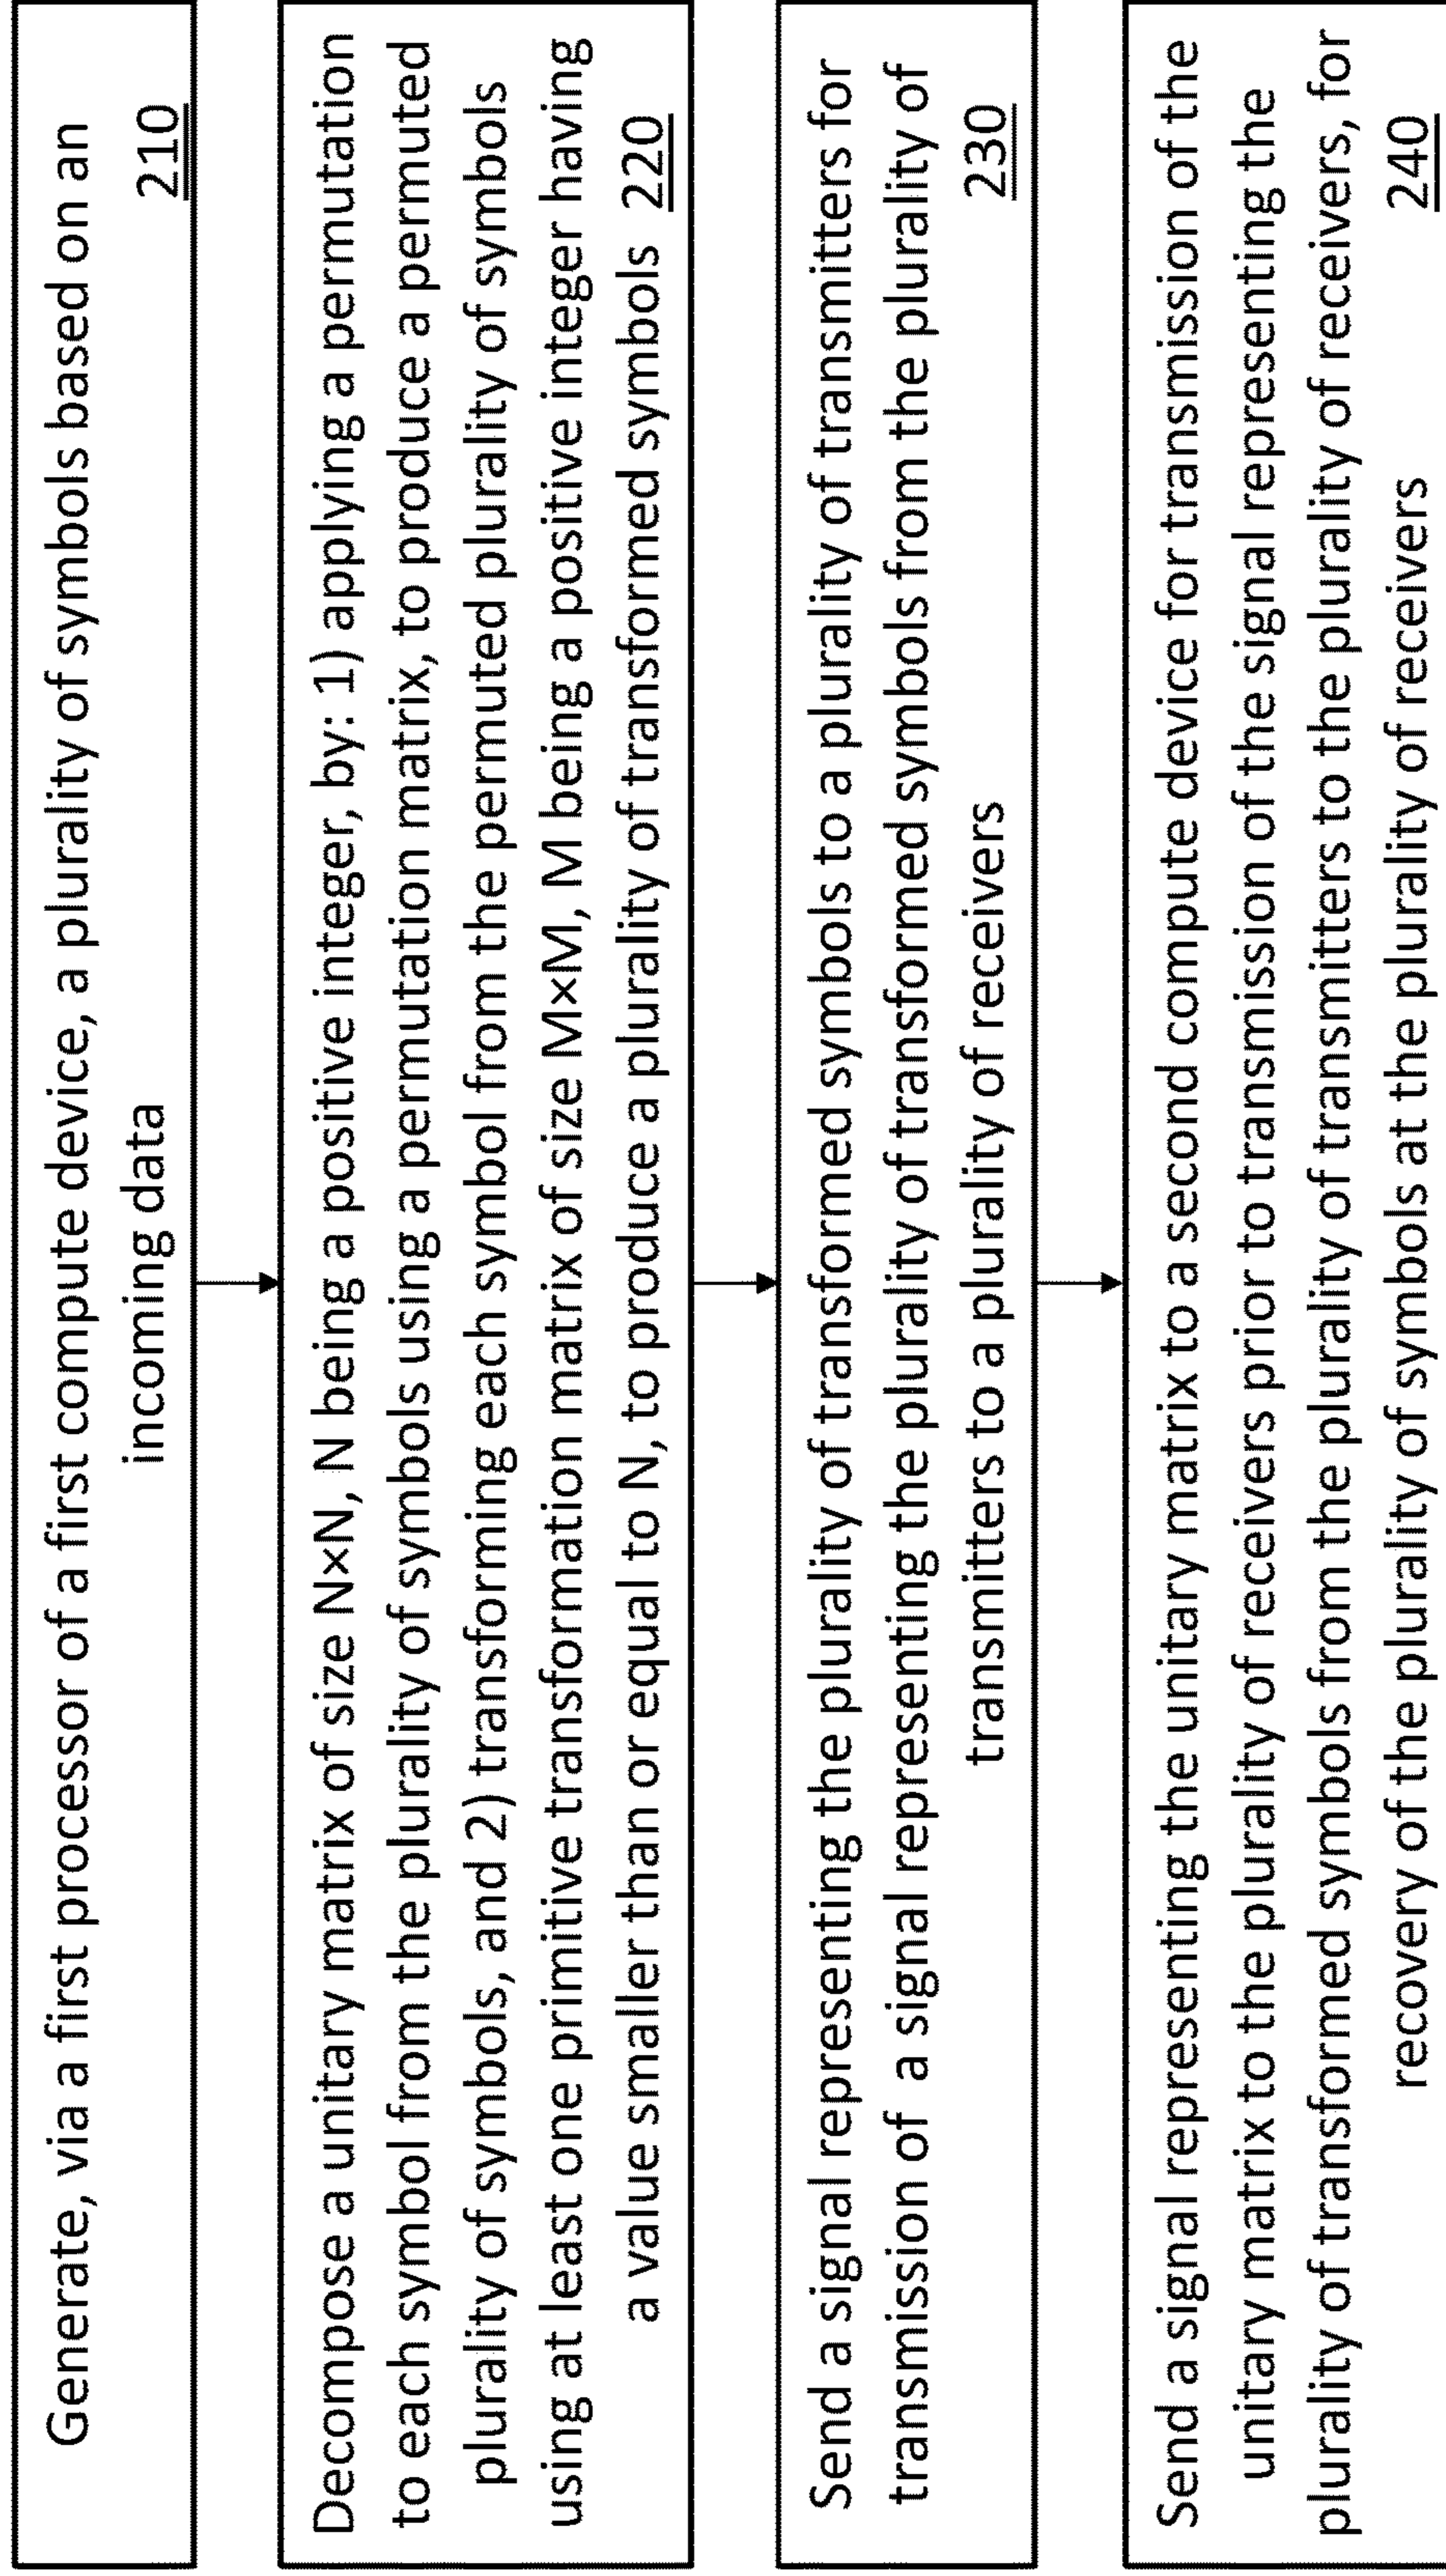 Generate, via a first processor of a first compute device, a plurality of symbols based on an
incoming data 210
Decompose a unitary matrix of size N×N, N being a positive integer, by: 1) applying a permutation
to each symbol from the plurality of symbols using a permutation matrix, to produce a permuted
plurality of symbols, and 2) transforming each symbol from the permuted plurality of symbols
using at least one primitive transformation matrix of size M×M, M being a positive integer having
a value smaller than or equal to N, to produce a plurality of transformed symbols 220
Send a signal representing the plurality of transformed symbols to a plurality of transmitters for
transmission of a signal representing the plurality of transformed symbols from the plurality of
transmitters to a plurality of receivers 230
Send a signal representing the unitary matrix to a second compute device for transmission of the
unitary matrix to the plurality of receivers prior to transmission of the signal representing the
plurality of transformed symbols from the plurality of transmitters to the plurality of receivers, for
recovery of the plurality of symbols at the plurality of receivers 240